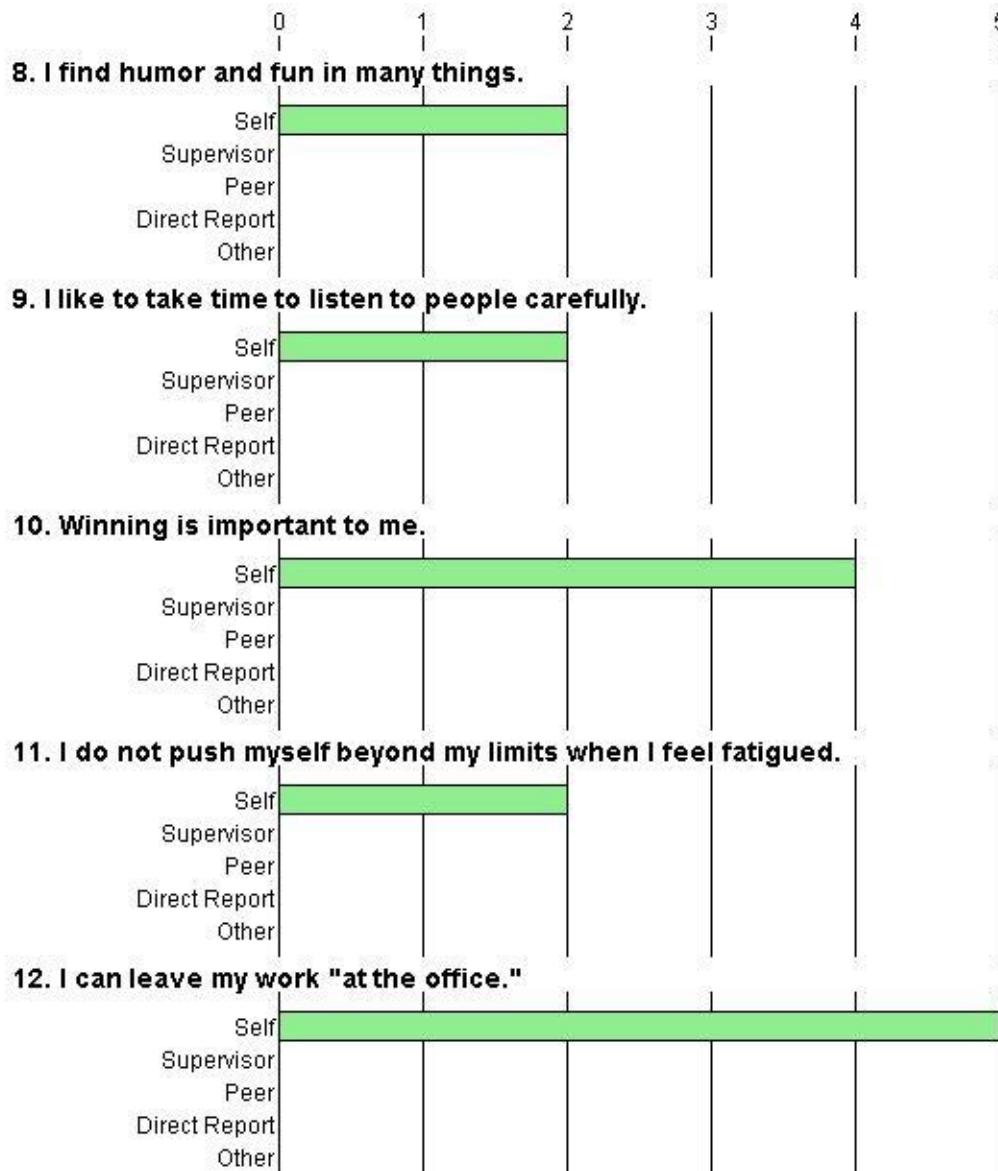 0 1 2 3 4 5
8. I find humor and fun in many things.
Self
Supervisor
Peer
Direct Report
Other
9. I like to take time to listen to people carefully.
Self
Supervisor
Peer
Direct Report
Other
10. Winning is important to me.
Self
Supervisor
Peer
Direct Report
Other
11. I do not push myself beyond my limits when I feel fatigued.
Self
Supervisor
Peer
Direct Report
Other
12. I can leave my work "at the office."
Self
Supervisor
Peer
Direct Report
Other